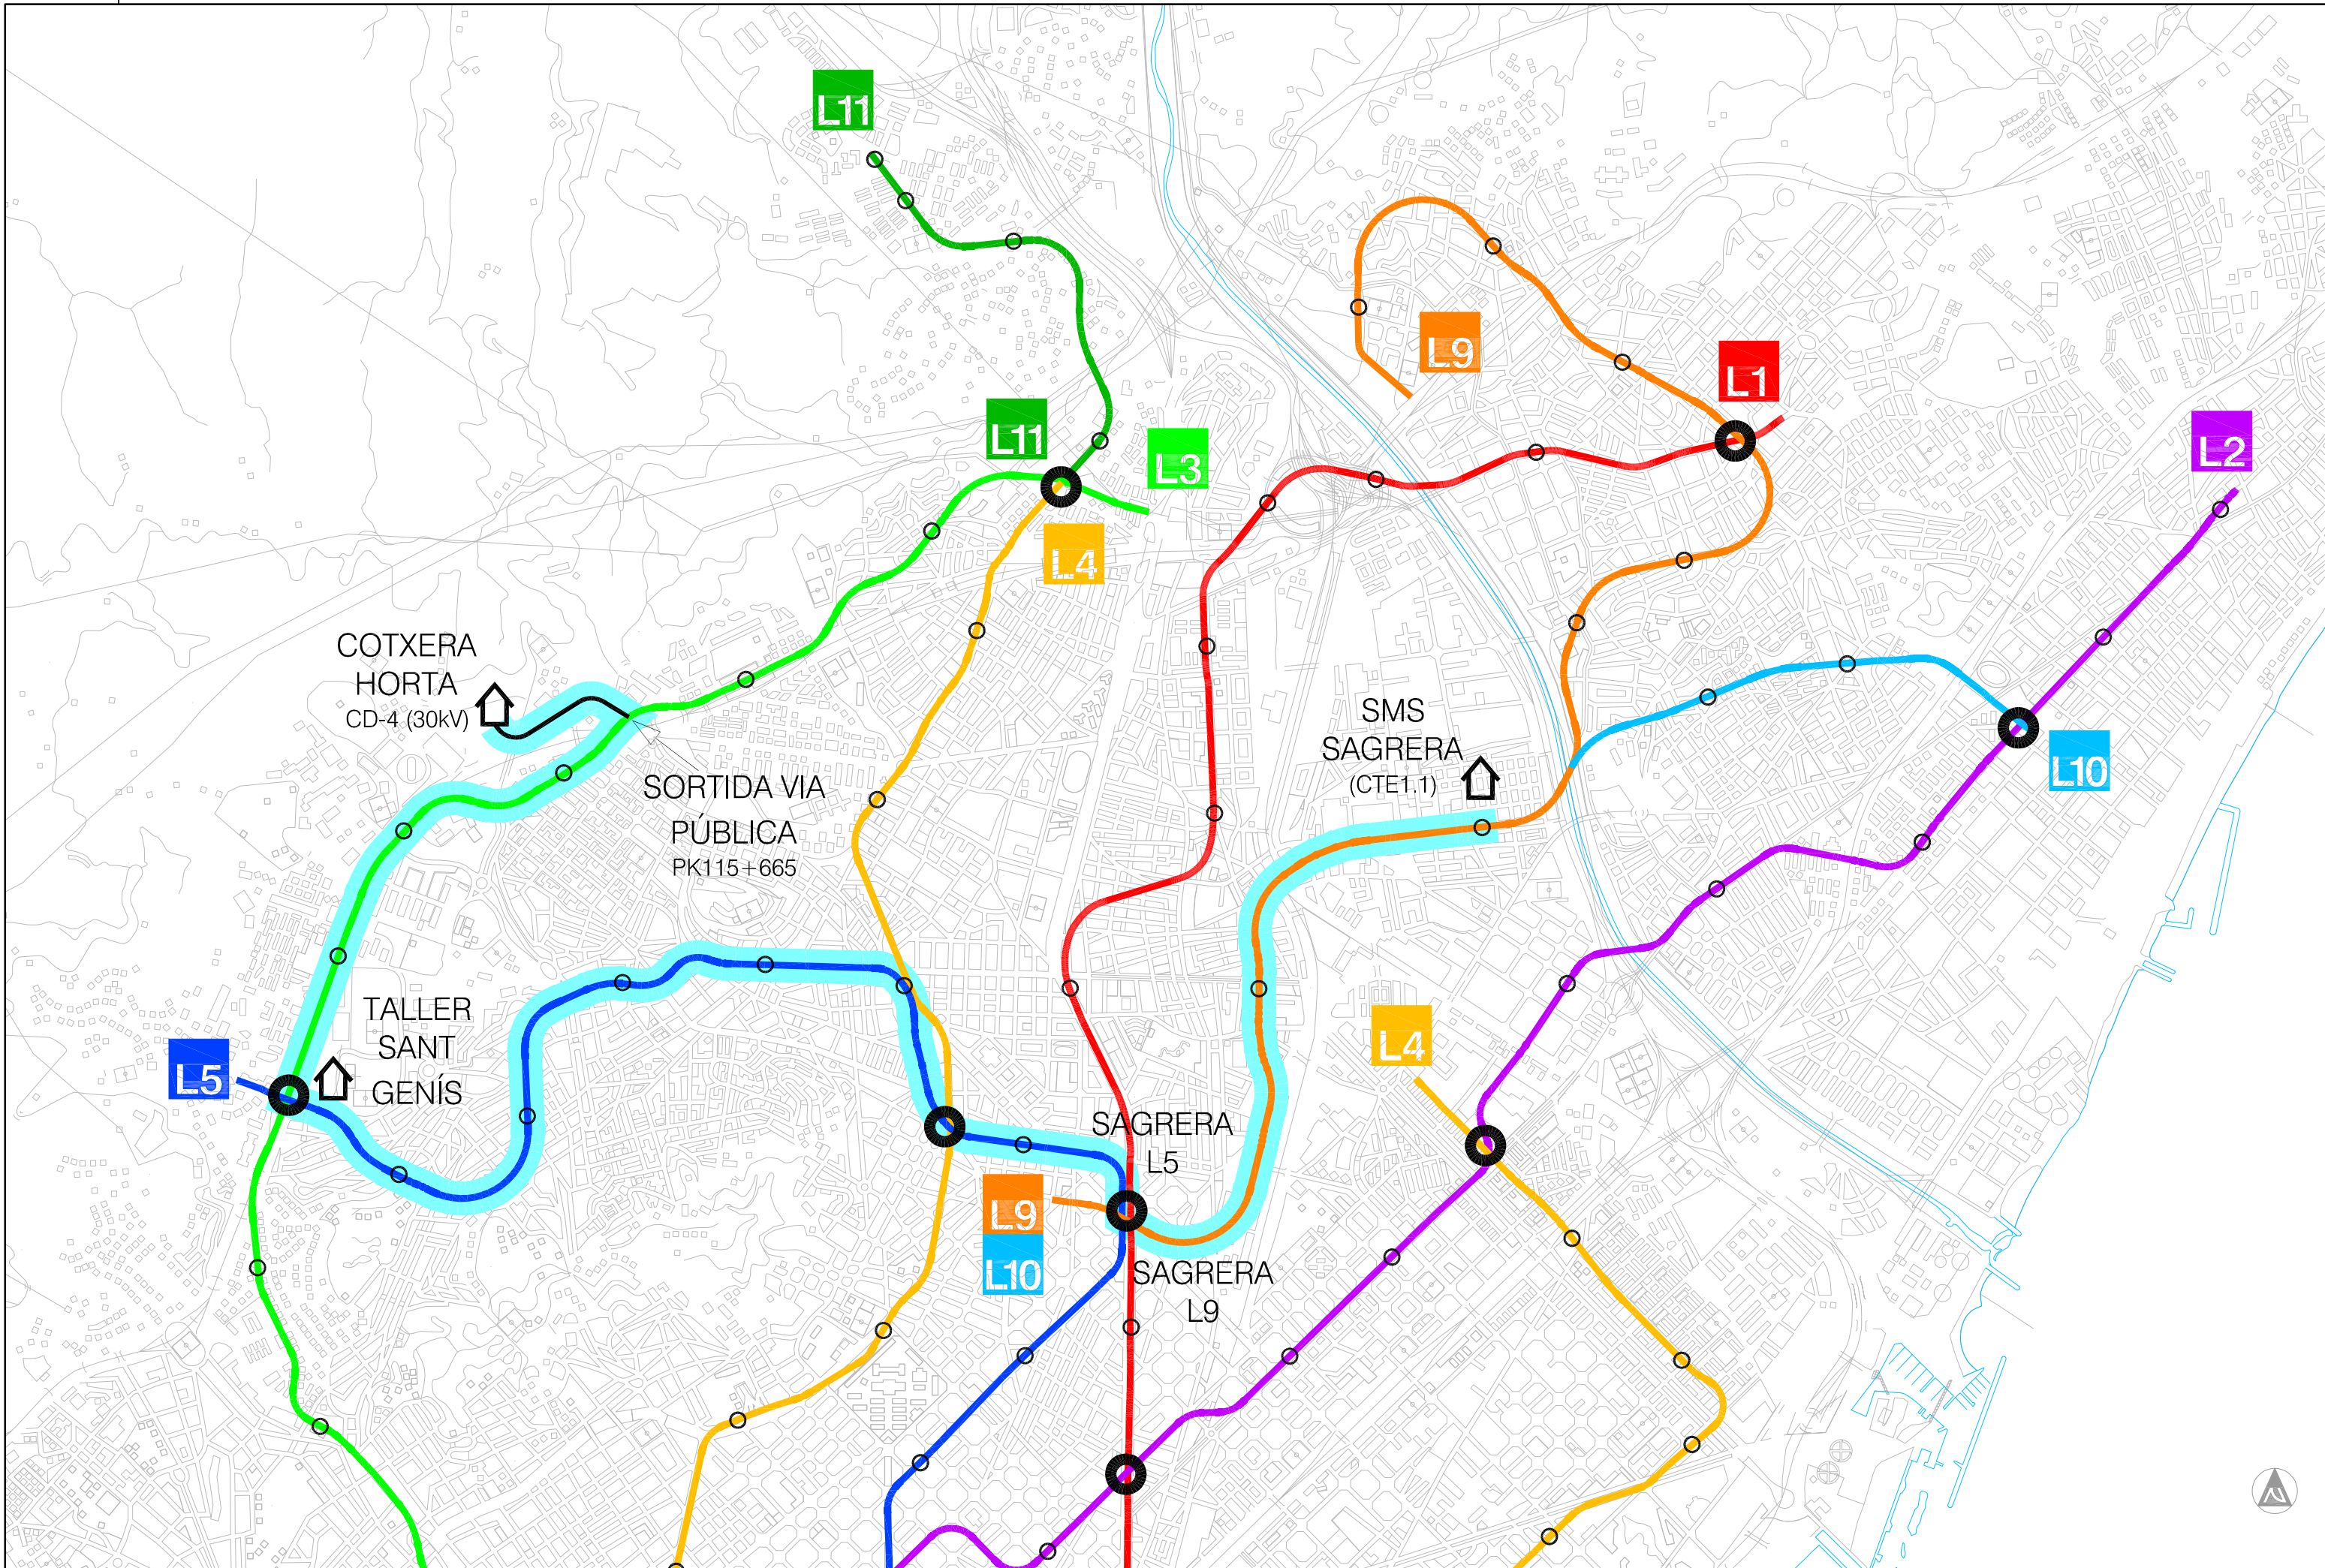 L11
L9
L1
L11
L3
L2
L4
COTXERA
HORTA
CD-4 (30kV)
SMS
SAGRERA
(CTE1.1)
L10
SORTIDA VIA
PÚBLICA
PK115+665
TALLER
SANT
GENÍS
L5
L4
SAGRERA
L5
L9
L10
SAGRERA
L9